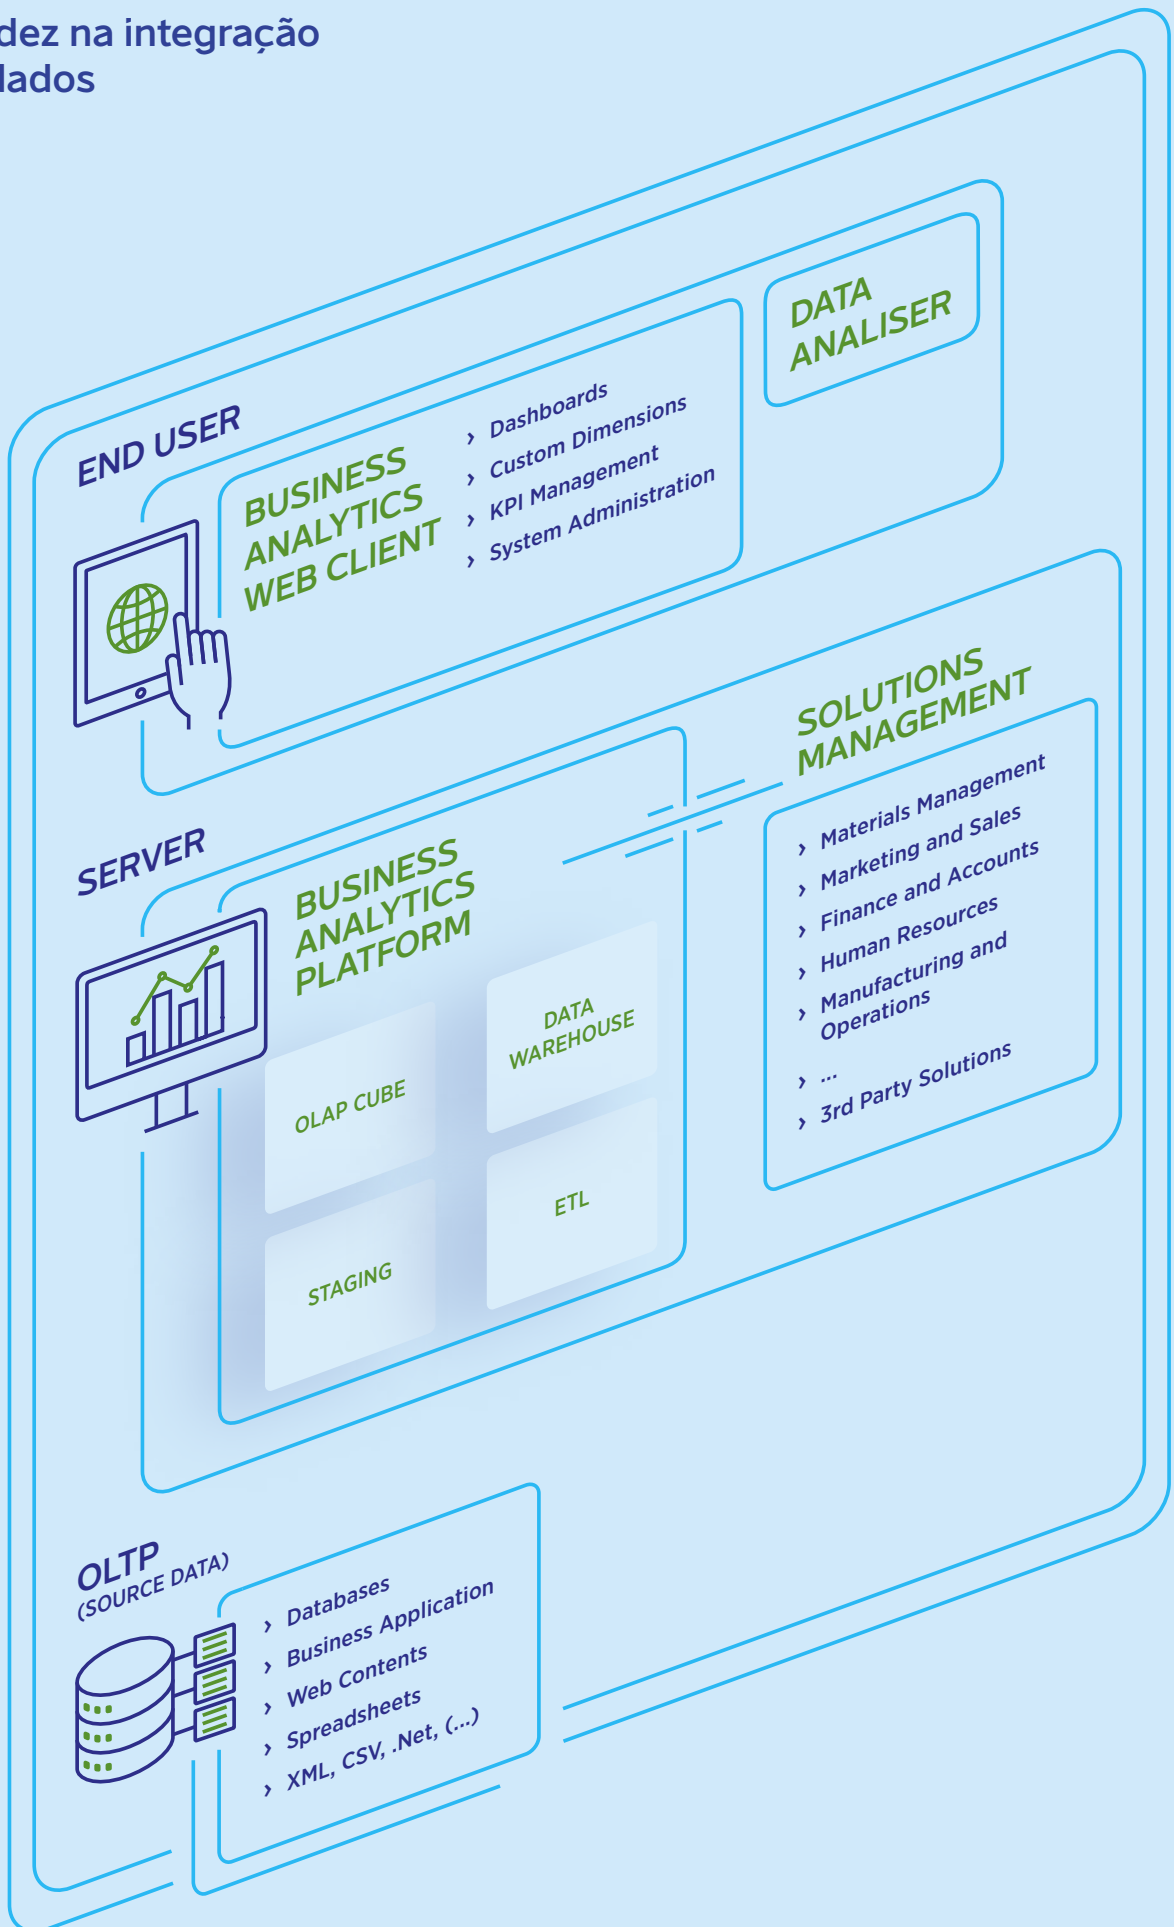 dez na integração
lados
END USER
BUSINESS
ANALYTICS
WEB CLIENT
› Dashboards
› Custom Dimensions
› KPI Management
› System Administration
DATA
ANALISER
SERVER
BUSINESS
ANALYTICS
PLATFORM
OLAP CUBE
DATA
WAREHOUSE
STAGING
ETL
SOLUTIONS
MANAGEMENT
› Materials Management
› Marketing and Sales
› Finance and Accounts
› Human Resources
› Manufacturing and
Operations
› ...
› 3rd Party Solutions
OLTP
(SOURCE DATA)
› Databases
› Business Application
› Web Contents
› Spreadsheets
› XML, CSV, .Net, (...)